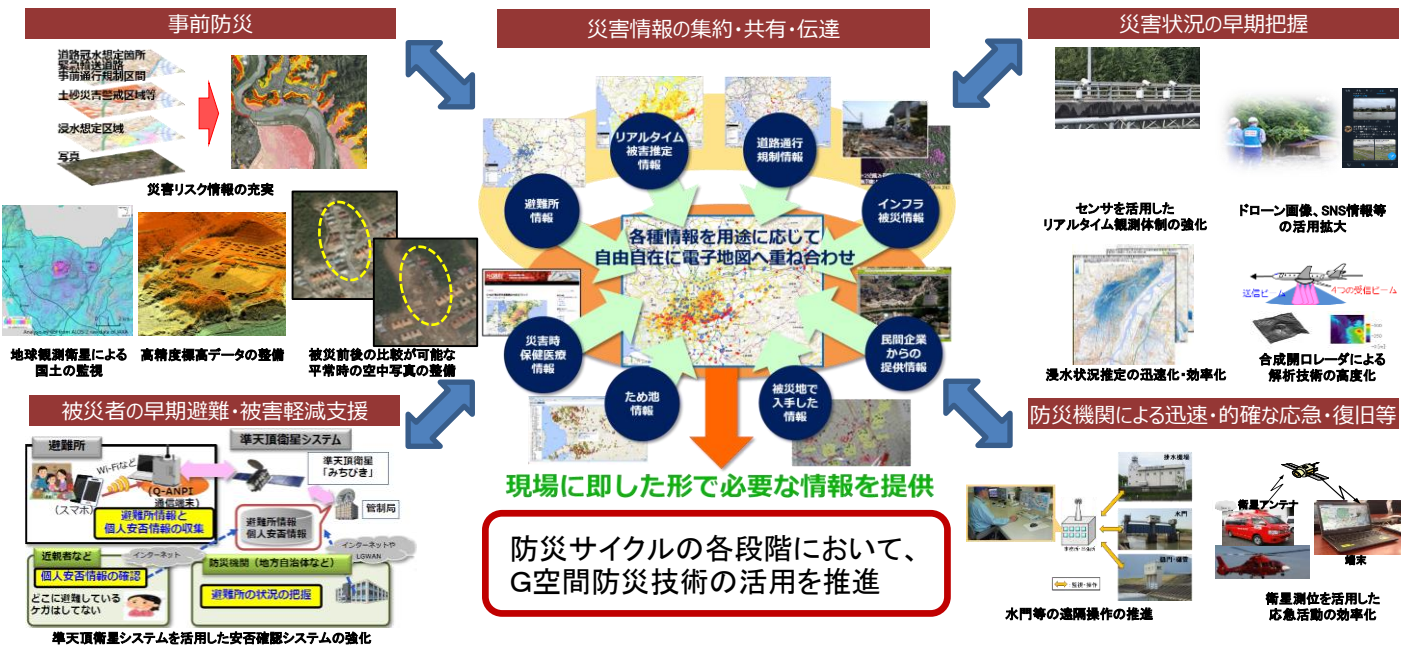 事前防災
道路冠水想定箇所
緊急輸送道路
事前通行規制区間
土砂災害警戒区域等
浸水想定区域
写真
災害リスク情報の充実
地球観測衛星による
国土の監視
高精度標高データの整備
被災前後の比較が可能な
平常時の空中写真の整備
災害情報の集約・共有・伝達
リアルタイム
被害推定
情報
道路通行
規制情報
避難所
情報
インフラ
被災情報
各種情報を用途に応じて
自由自在に電子地図へ重ね合わせ
災害時
保健医療
情報
民間企業
からの
提供情報
ため池
情報
被災地で
入手した
情報
現場に即した形で必要な情報を提供
防災サイクルの各段階において、
G空間防災技術の活用を推進
災害状況の早期把握
センサを活用した
リアルタイム観測体制の強化
ドローン画像、SNS情報等
の活用拡大
送信ビーム
4つの受信ビーム
浸水状況推定の迅速化・効率化
合成開口レーダによる
解析技術の高度化
被災者の早期避難・被害軽減支援
避難所
準天頂衛星システム
Wi-Fiなど
準天頂衛星
「みちびき」
(Q-ANPI
通信端末)
(スマホ)
管制局
避難所情報と
個人安否情報の収集
避難所情報
個人安否情報
インターネット
インターネットや
LGWAN
近親者など
個人安否情報の確認
どこに避難している
ケガはしてない
防災機関（地方自治体など）
避難所の状況の把握
準天頂衛星システムを活用した安否確認システムの強化
防災機関による迅速・的確な応急・復旧等
排水機場
水門
樋門・樋管
監視・操作
水門等の遠隔操作の推進
衛星アンテナ
端末
衛星測位を活用した
応急活動の効率化